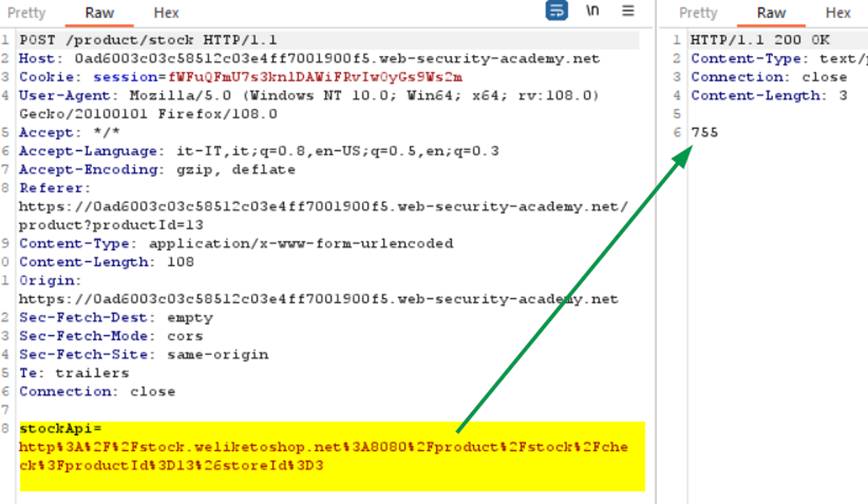 Pretty Raw Hex \n
1 POST /product/stock HTTP/1.1
2 Host: 0ad6003c03c58512c03e4ff7001900f5.web-security-academy.net
3 Cookie: session=fWFuQFmU7s3knlDAWiFRvIwOyGs9Ws2m
4 User-Agent: Mozilla/5.0 (Windows NT 10.0; Win64; x64; rv:108.0)
Gecko/20100101 Firefox/108.0
5 Accept: */*
6 Accept-Language: it-IT,it;q=0.8,en-US;q=0.5,en;q=0.3
7 Accept-Encoding: gzip, deflate
8 Referer:
https://0ad6003c03c58512c03e4ff7001900f5.web-security-academy.net/
product?productId=13
9 Content-Type: application/x-www-form-urlencoded
0 Content-Length: 108
1 Origin:
https://0ad6003c03c58512c03e4ff7001900f5.web-security-academy.net
2 Sec-Fetch-Dest: empty
3 Sec-Fetch-Mode: cors
4 Sec-Fetch-Site: same-origin
5 Te: trailers
6 Connection: close
7
8 stockApi=
http%3A%2F%2Fstock.weliketoshop.net%3A8080%2Fproduct%2Fstock%2Fche
ck%3FproductId%3D13%26storeId%3D3
Pretty Raw Hex
1 HTTP/1.1 200 OK
2 Content-Type: text/
3 Connection: close
4 Content-Length: 3
5
6 755